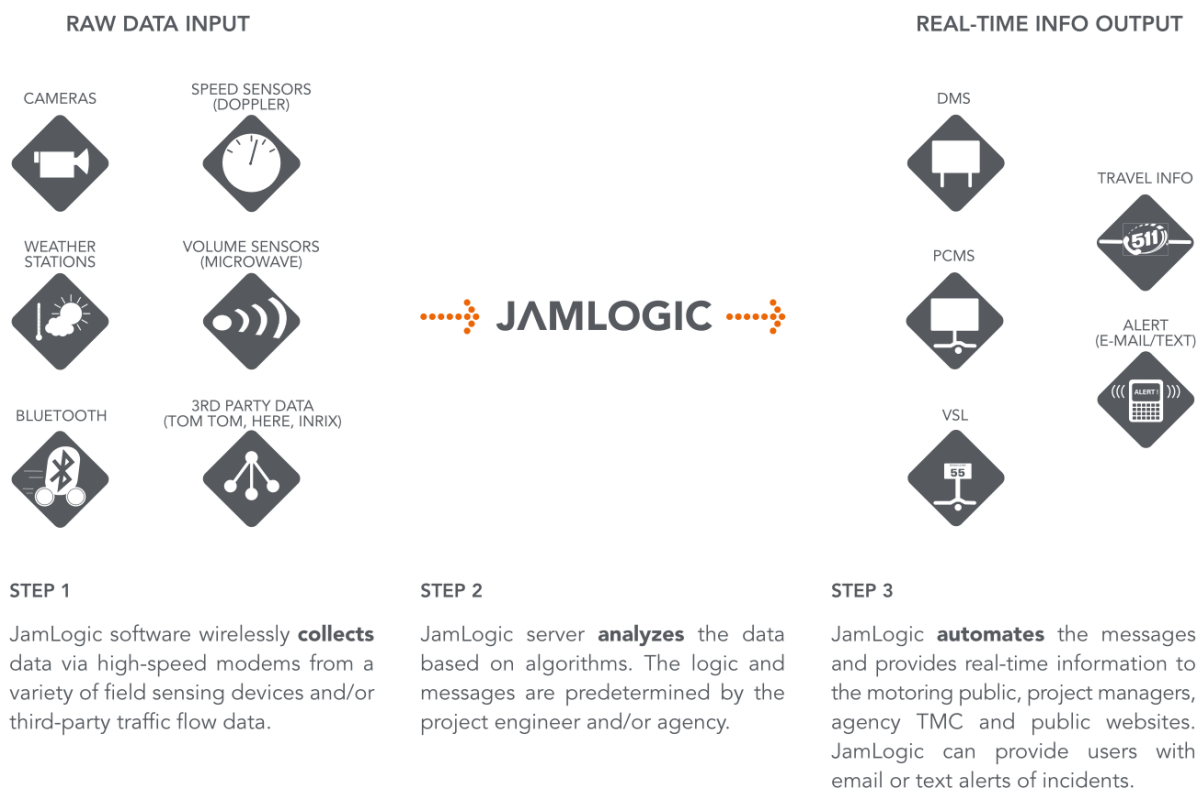 RAW DATA INPUT
REAL-TIME INFO OUTPUT
CAMERAS
SPEED SENSORS
(DOPPLER)
WEATHER
STATIONS
VOLUME SENSORS
(MICROWAVE)
BLUETOOTH
3RD PARTY DATA
(TOM TOM, HERE, INRIX)
JAMLOGIC
DMS
TRAVEL INFO
511
PCMS
ALERT
(E-MAIL/TEXT)
ALERT !
VSL
55
STEP 1
JamLogic software wirelessly collects
data via high-speed modems from a
variety of field sensing devices and/or
third-party traffic flow data.
STEP 2
JamLogic server analyzes the data
based on algorithms. The logic and
messages are predetermined by the
project engineer and/or agency.
STEP 3
JamLogic automates the messages
and provides real-time information to
the motoring public, project managers,
agency TMC and public websites.
JamLogic can provide users with
email or text alerts of incidents.